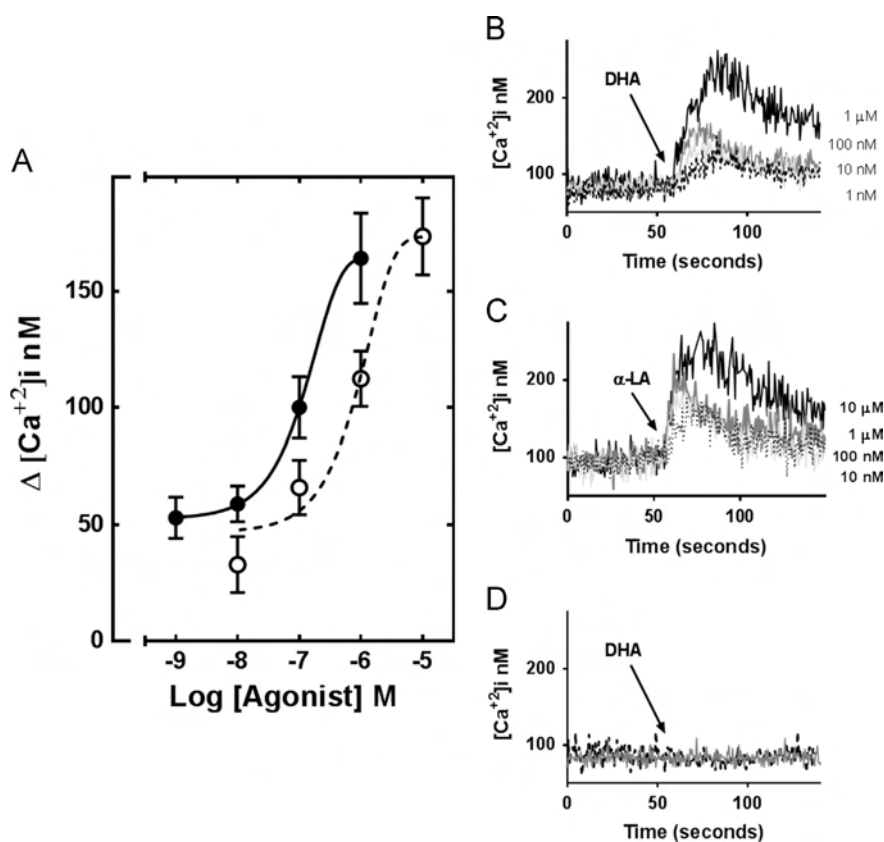 A
Δ [Ca+2]i nM
150
100
50
0
-9 -8 -7 -6 -5
Log [Agonist] M
B
[Ca+2]i nM
200
100
DHA
1 μM
100 nM
10 nM
1 nM
0 50 100
Time (seconds)
C
[Ca+2]i nM
200
100
α-LA
10 μM
1 μM
100 nM
10 nM
0 50 100
Time (seconds)
D
[Ca+2]i nM
200
100
DHA
0 50 100
Time (seconds)